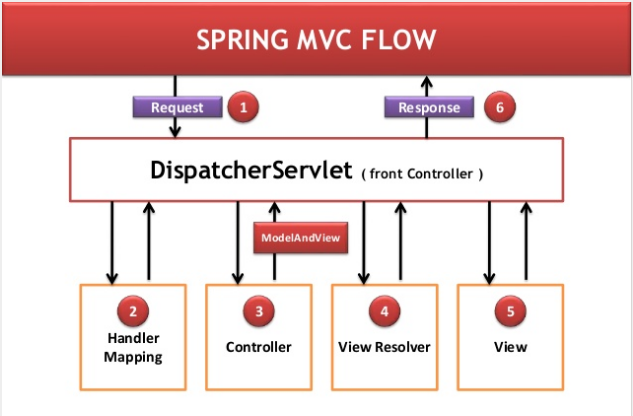 SPRING MVC FLOW
Request 1
Response 6
DispatcherServlet ( front Controller )
ModelAndView
2
Handler
Mapping
3
Controller
4
View Resolver
5
View